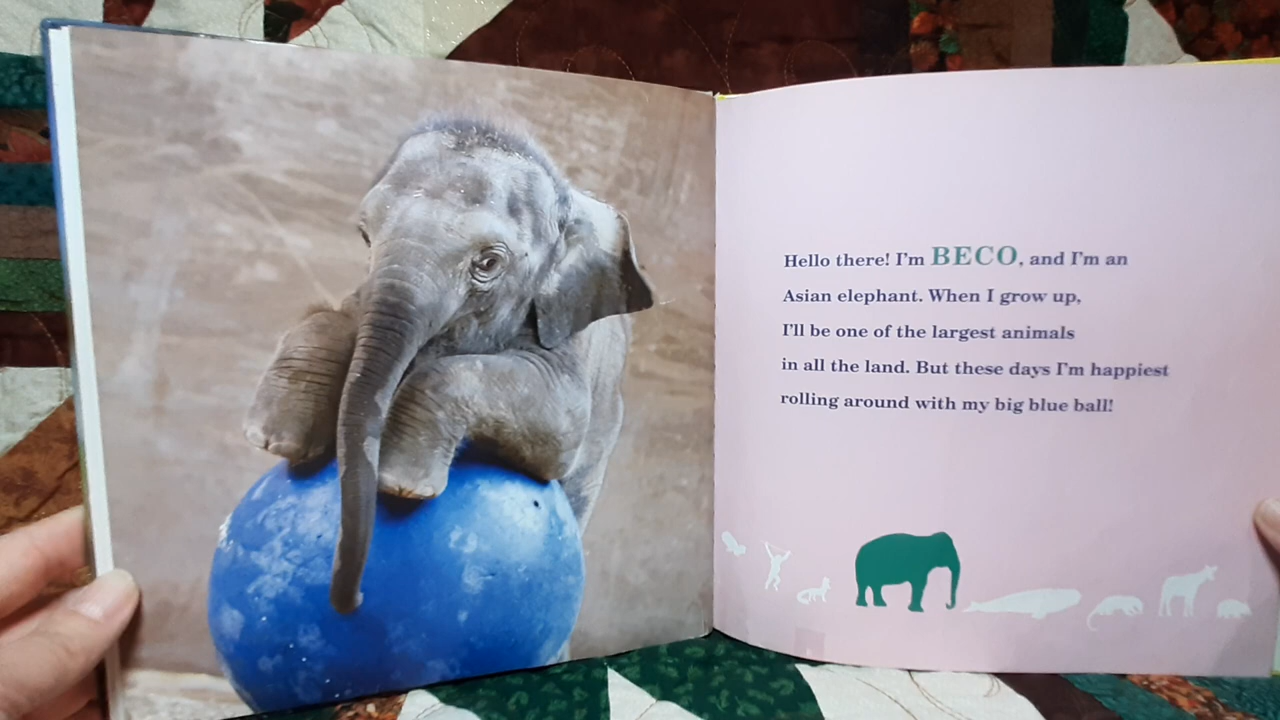 Hello there! I'm BECO, and I'm an
Asian elephant. When I grow up,
I'll be one of the largest animals
in all the land. But these days I'm happiest
rolling around with my big blue ball!